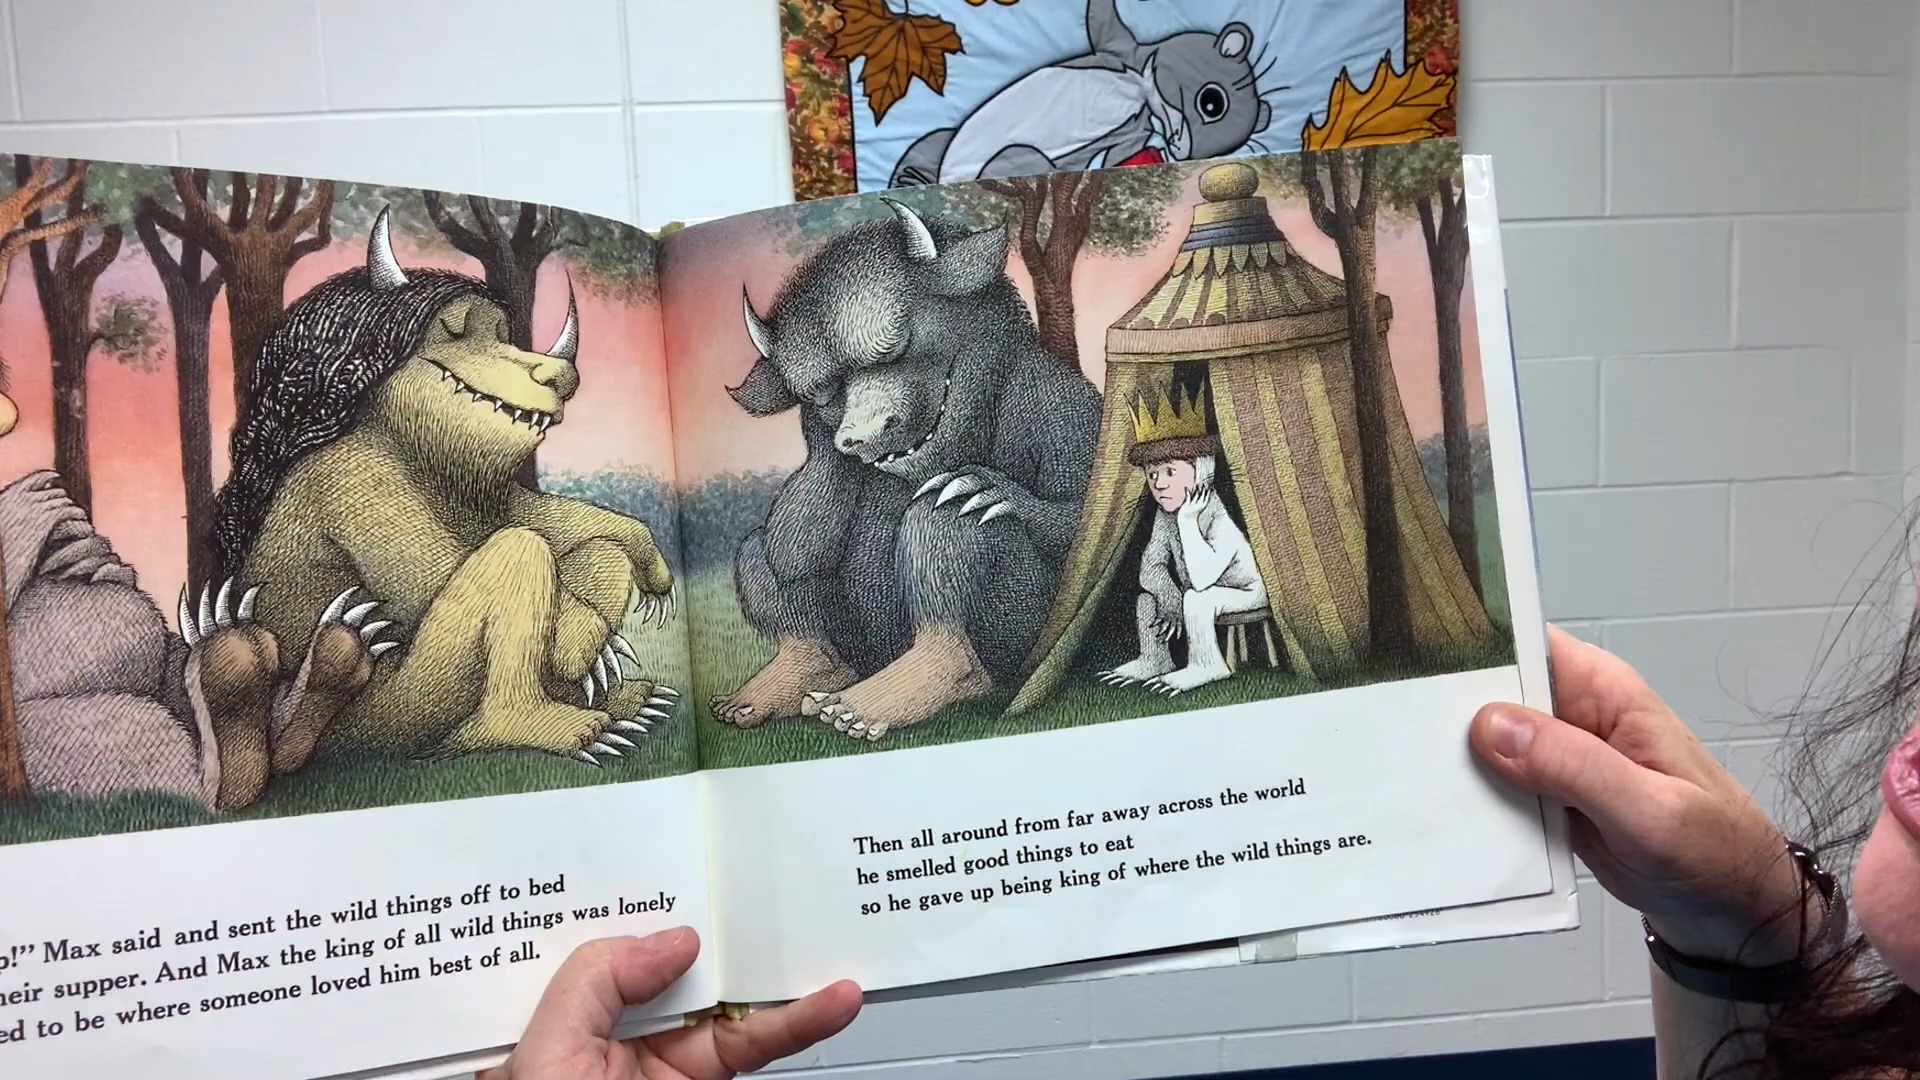 !” Max said and sent the wild things off to bed
supper. And Max the king of all wild things was lonely
to be where someone loved him best of all.
Then all around from far away across the world
he smelled good things to eat
so he gave up being king of where the wild things are.